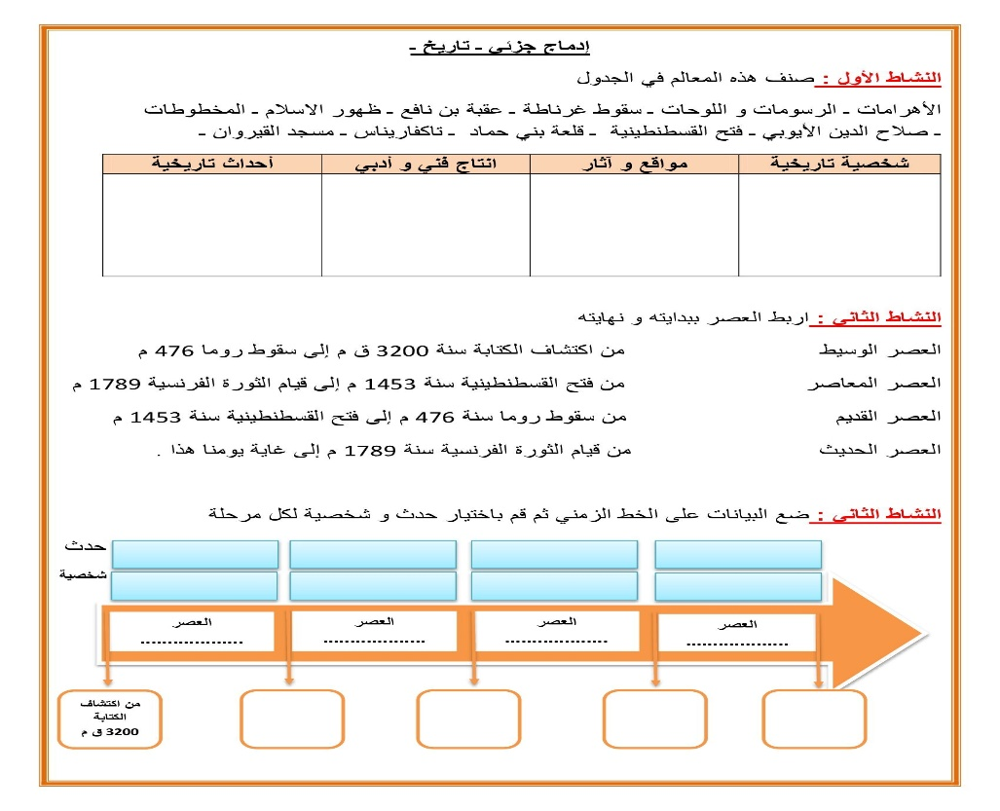 إدماج جزئي - تاريخ -
النشاط الأول : صنف هذه المعالم في الجدول
الأهرامات - الرسومات و اللوحات - سقوط غرناطة - عقبة بن نافع - ظهور الاسلام - المخطوطات
- صلاح الدين الأيوبي - فتح القسطنطينية - قلعة بني حماد - تاكفاريناس - مسجد القيروان -
شخصية تاريخية
مواقع و آثار
انتاج فني و أدبي
أحداث تاريخية
النشاط الثاني : اربط العصر ببدايته و نهايته
العصر الوسيط من اكتشاف الكتابة سنة 3200 ق م إلى سقوط روما 476 م
العصر المعاصر من فتح القسطنطينية سنة 1453 م إلى قيام الثورة الفرنسية 1789 م
العصر القديم من سقوط روما سنة 476 م إلى فتح القسطنطينية سنة 1453 م
العصر الحديث من قيام الثورة الفرنسية سنة 1789 م إلى غاية يومنا هذا .
النشاط الثاني : ضع البيانات على الخط الزمني ثم قم باختيار حدث و شخصية لكل مرحلة
حدث
شخصية
العصر
..................
العصر
..................
العصر
..................
العصر
..................
من اكتشاف
الكتابة
3200 ق م